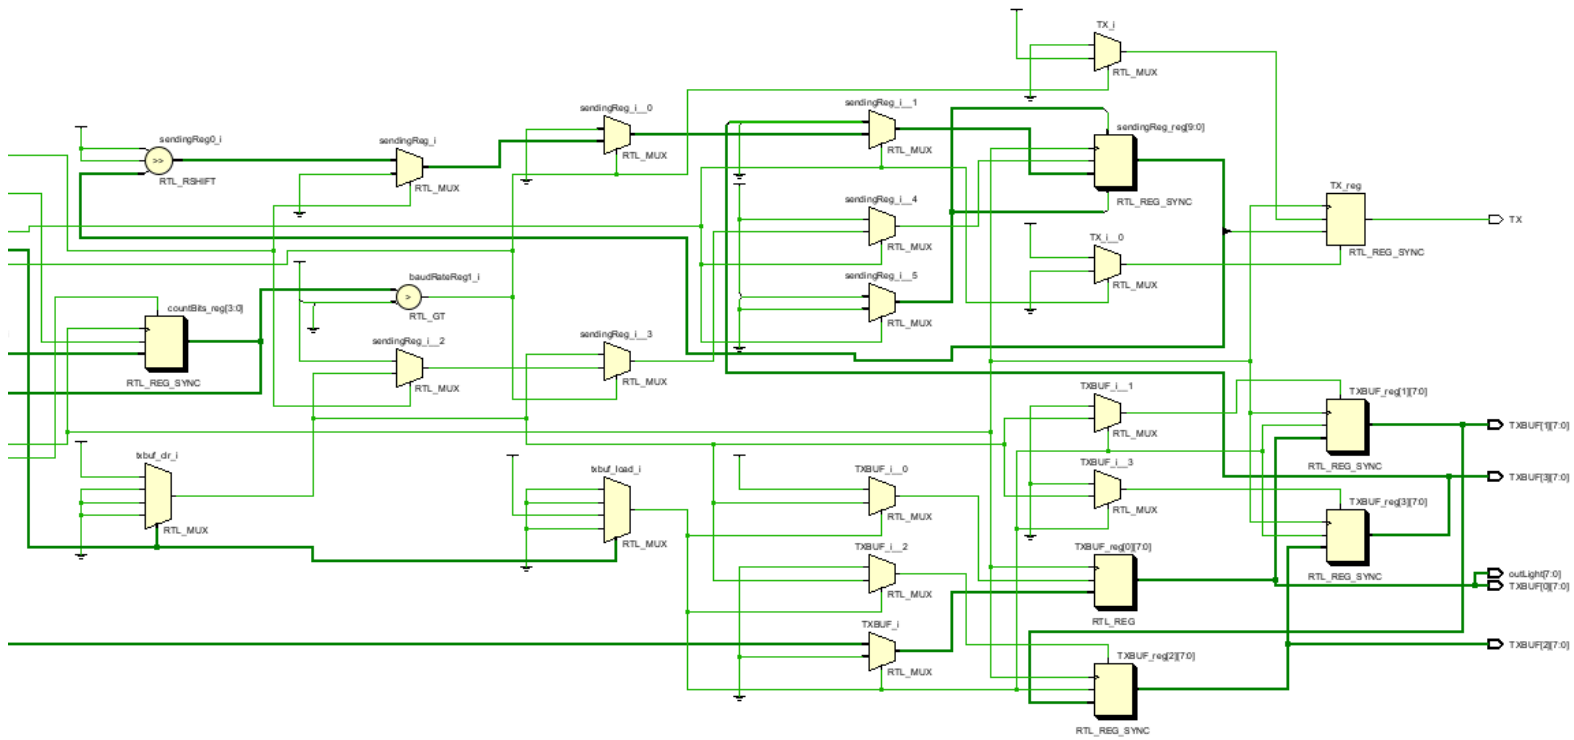 TX_i
RTL_MUX
sendingReg0_i
RTL_RSHIFT
sendingReg_i
RTL_MUX
sendingReg_i__0
RTL_MUX
sendingReg_i__1
RTL_MUX
sendingReg_reg[9:0]
RTL_REG_SYNC
TX_reg
RTL_REG_SYNC
TX
sendingReg_i__4
RTL_MUX
TX_i__0
RTL_MUX
sendingReg_i__5
RTL_MUX
baudRateReg1_i
RTL_GT
countBits_reg[3:0]
RTL_REG_SYNC
sendingReg_i__2
RTL_MUX
sendingReg_i__3
RTL_MUX
TXBUF_i__1
RTL_MUX
TXBUF_reg[1][7:0]
RTL_REG_SYNC
TXBUF[1][7:0]
txbuf_clr_i
RTL_MUX
txbuf_load_i
RTL_MUX
TXBUF_i__0
RTL_MUX
TXBUF_i__3
RTL_MUX
TXBUF[3][7:0]
TXBUF_reg[3][7:0]
RTL_REG_SYNC
TXBUF_i__2
RTL_MUX
TXBUF_reg[0][7:0]
RTL_REG
outLight[7:0]
TXBUF[0][7:0]
TXBUF_i
RTL_MUX
TXBUF_reg[2][7:0]
RTL_REG_SYNC
TXBUF[2][7:0]
>>
>